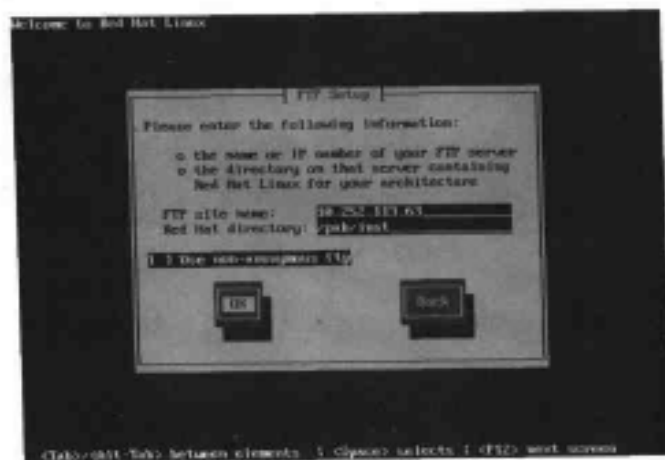 Welcome to Red Hat Linux
FTP Setup
Please enter the following information:
o the name or IP number of your FTP server
o the directory on that server containing
Red Hat Linux for your architecture
FTP site name:
Red Hat directory: /pub/inst
[ ] Use non-anonymous ftp
OK
Back
<Tab>/<Alt-Tab> between elements | <Space> selects | <F12> next screen